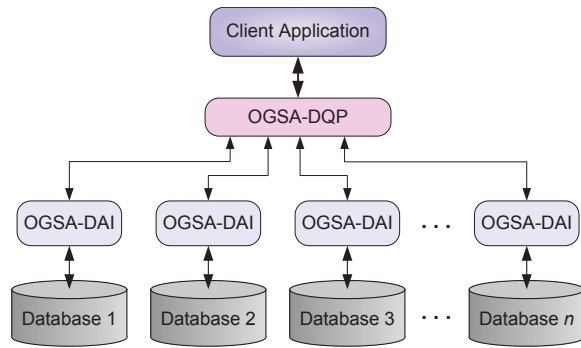 Client Application
OGSA-DQP
OGSA-DAI OGSA-DAI OGSA-DAI . . . OGSA-DAI
Database 1 Database 2 Database 3 . . . Database n